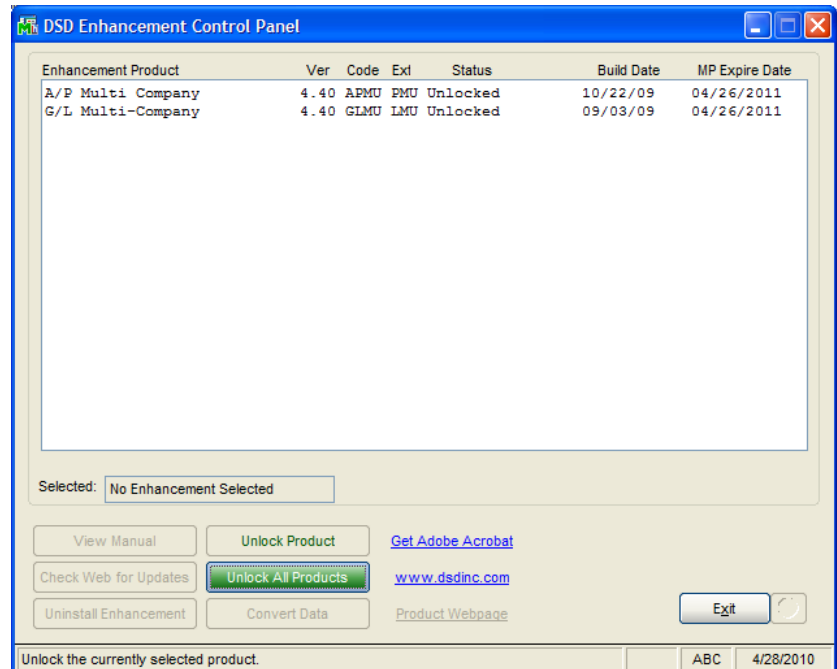 DSD Enhancement Control Panel
Enhancement Product Ver Code Ext Status Build Date MP Expire Date
A/P Multi Company 4.40 APMU PMU Unlocked 10/22/09 04/26/2011
G/L Multi-Company 4.40 GLMU LMU Unlocked 09/03/09 04/26/2011
Selected: No Enhancement Selected
View Manual Unlock Product Get Adobe Acrobat
Check Web for Updates Unlock All Products www.dsdinc.com
Uninstall Enhancement Convert Data Product Webpage Exit
Unlock the currently selected product. ABC 4/28/2010